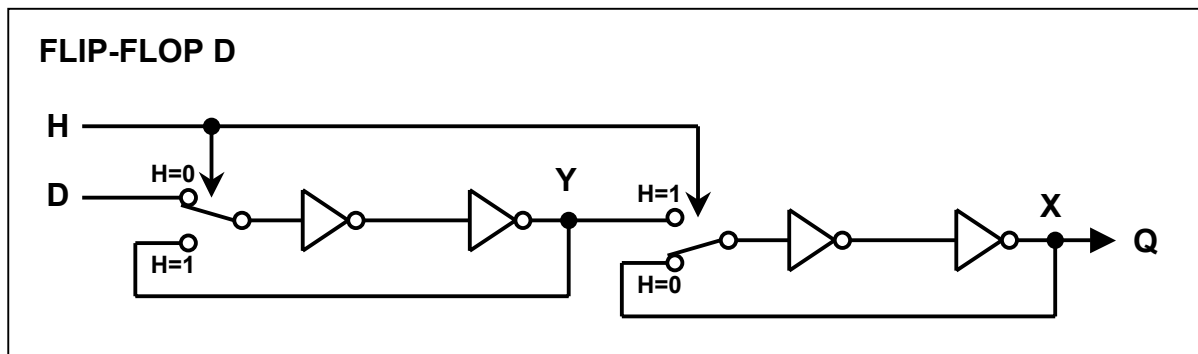 FLIP-FLOP D
H
H=0
D
Y
H=1
X
Q
H=1
H=0